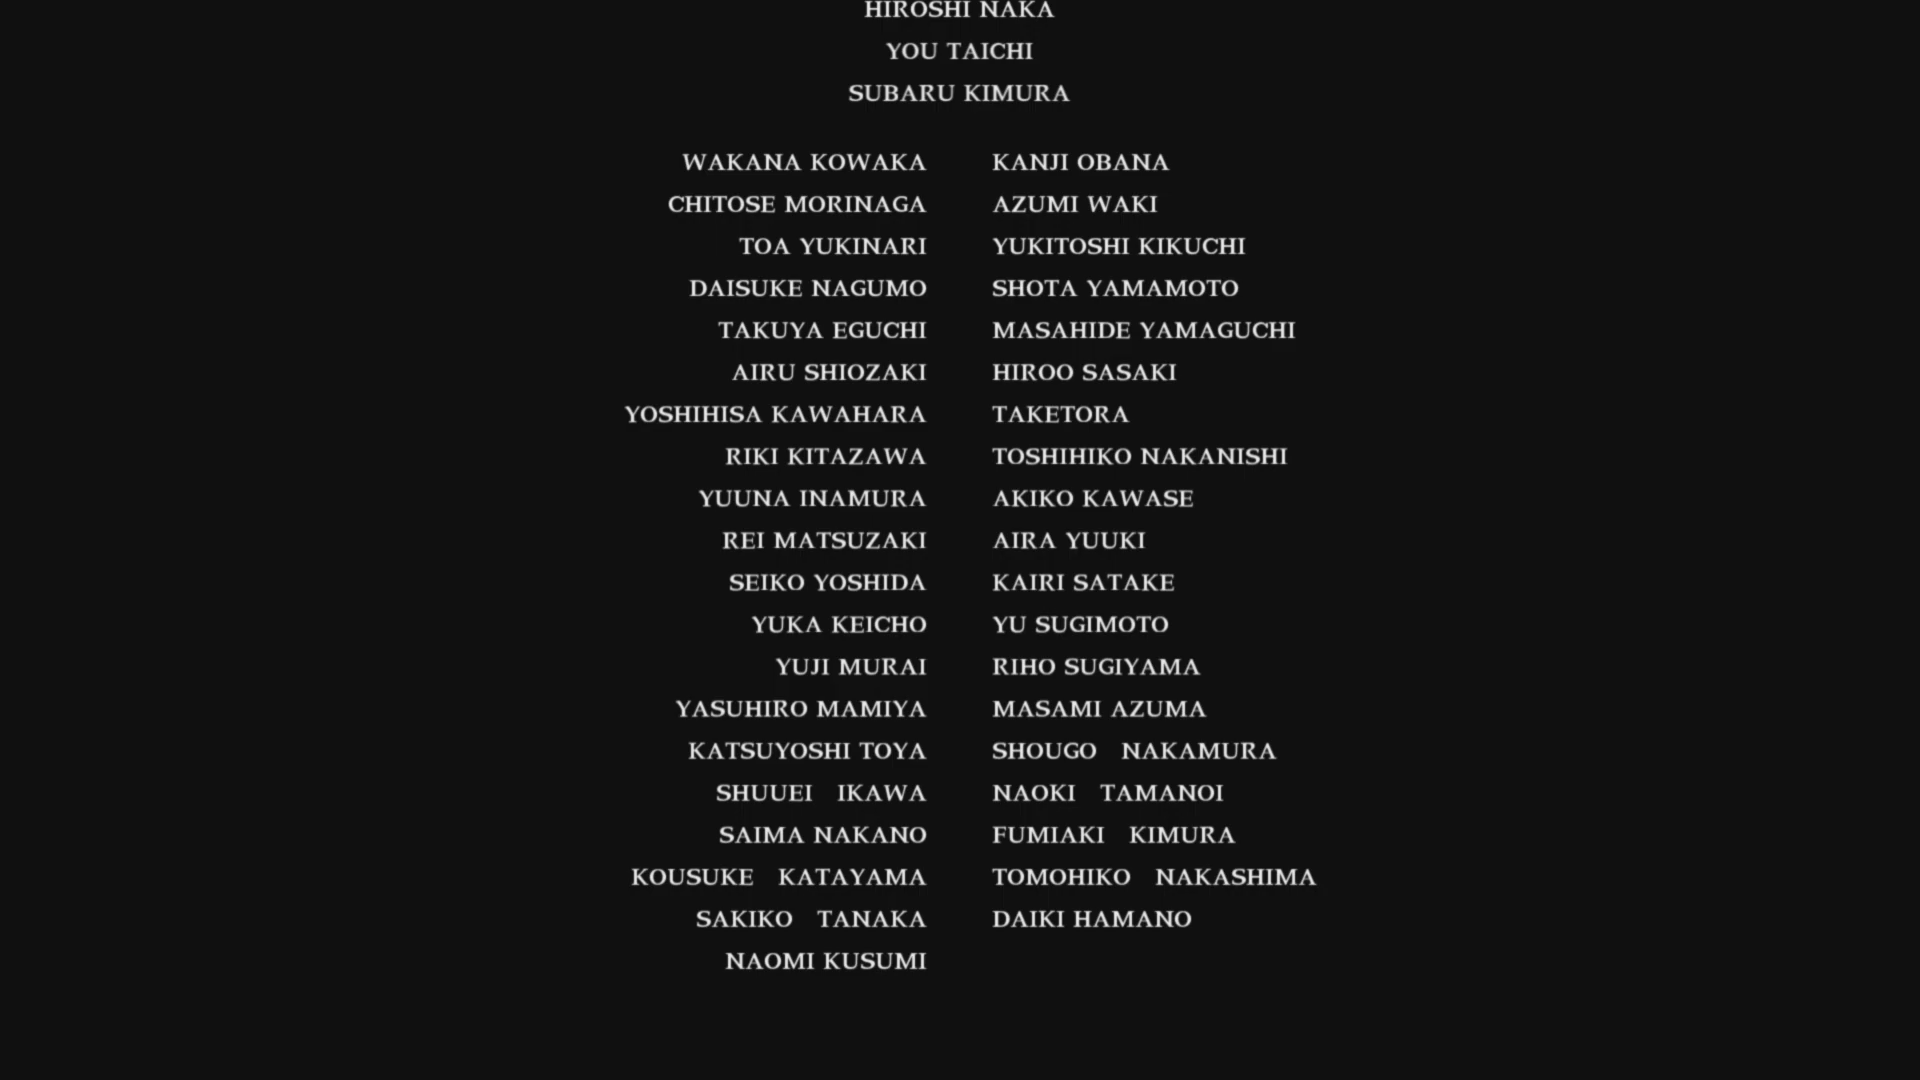 HIROSHI NAKA
YOU TAICHI
SUBARU KIMURA
WAKANA KOWAKA KANJI OBANA
CHITOSE MORINAGA AZUMI WAKI
TOA YUKINARI YUKITOSHI KIKUCHI
DAISUKE NAGUMO SHOTA YAMAMOTO
TAKUYA EGUCHI MASAHIDE YAMAGUCHI
AIRU SHIOZAKI HIROO SASAKI
YOSHIHISA KAWAHARA TAKETORA
RIKI KITAZAWA TOSHIHIKO NAKANISHI
YUUNA INAMURA AKIKO KAWASE
REI MATSUZAKI AIRA YUUKI
SEIKO YOSHIDA KAIRI SATAKE
YUKA KEICHO YU SUGIMOTO
YUJI MURAI RIHO SUGIYAMA
YASUHIRO MAMIYA MASAMI AZUMA
KATSUYOSHI TOYA SHOUGO NAKAMURA
SHUUEI IKAWA NAOKI TAMANOI
SAIMA NAKANO FUMIAKI KIMURA
KOUSUKE KATAYAMA TOMOHIKO NAKASHIMA
SAKIKO TANAKA DAIKI HAMANO
NAOMI KUSUMI